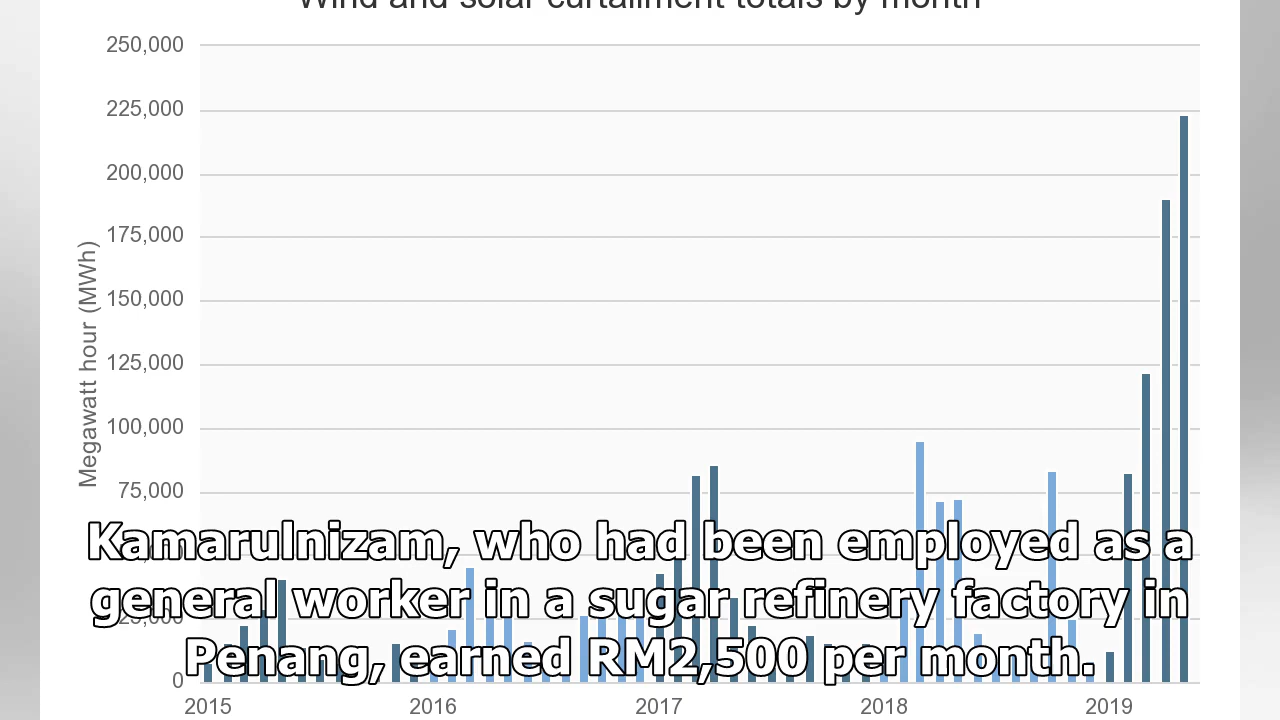 Wind and solar curtailment totals by month
250,000
225,000
200,000
175,000
150,000
125,000
100,000
75,000
25,000
0
Megawatt hour (MWh)
Kamarulnizam, who had been employed as a
general worker in a sugar refinery factory in
Penang, earned RM2,500 per month.
2015 2016 2017 2018 2019